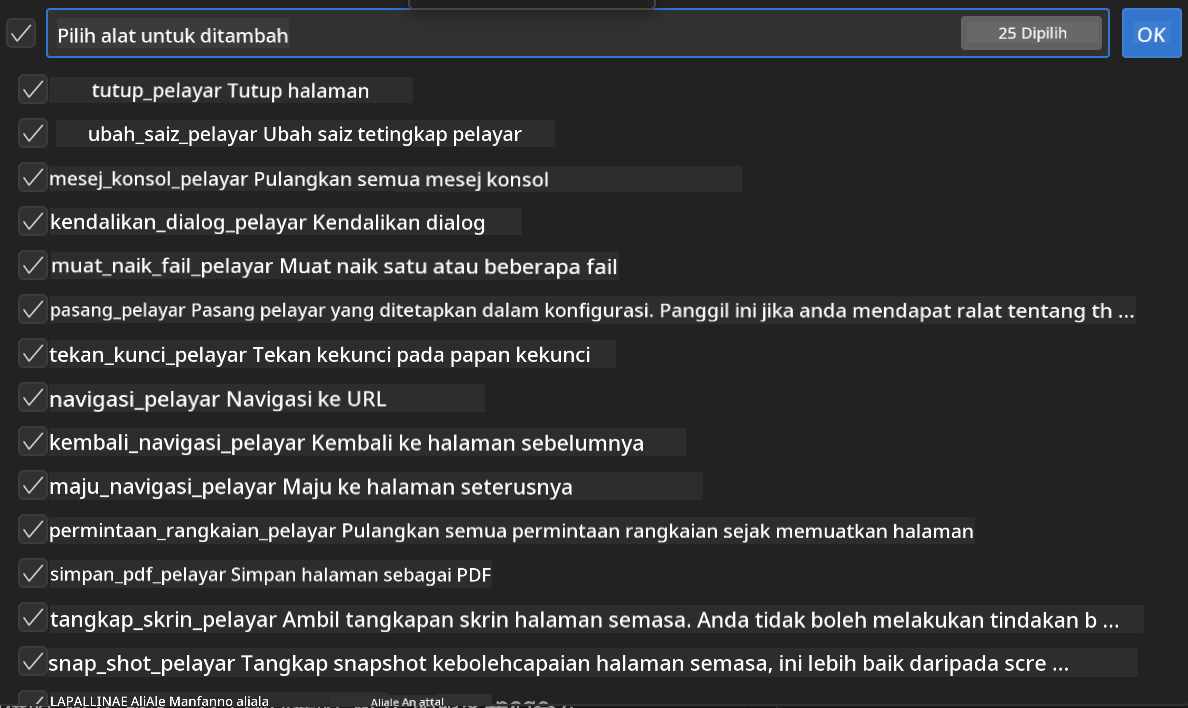 Pilih alat untuk ditambah
25 Dipilih
OK
tutup_pelayar Tutup halaman
ubah_saiz_pelayar Ubah saiz tetingkap pelayar
mesej_konsol_pelayar Pulangkan semua mesej konsol
kendalikan_dialog_pelayar Kendalikan dialog
muat_naik_fail_pelayar Muat naik satu atau beberapa fail
pasang_pelayar Pasang pelayar yang ditetapkan dalam konfigurasi. Panggil ini jika anda mendapat ralat tentang th ...
tekan_kunci_pelayar Tekan kekunci pada papan kekunci
navigasi_pelayar Navigasi ke URL
kembali_navigasi_pelayar Kembali ke halaman sebelumnya
maju_navigasi_pelayar Maju ke halaman seterusnya
permintaan_rangkaian_pelayar Pulangkan semua permintaan rangkaian sejak memuatkan halaman
simpan_pdf_pelayar Simpan halaman sebagai PDF
tangkap_skrin_pelayar Ambil tangkapan skrin halaman semasa. Anda tidak boleh melakukan tindakan b ...
snap_shot_pelayar Tangkap snapshot kebolehcapaian halaman semasa, ini lebih baik daripada scre ...
LAPALLINAE AliAle Manfanno aliala